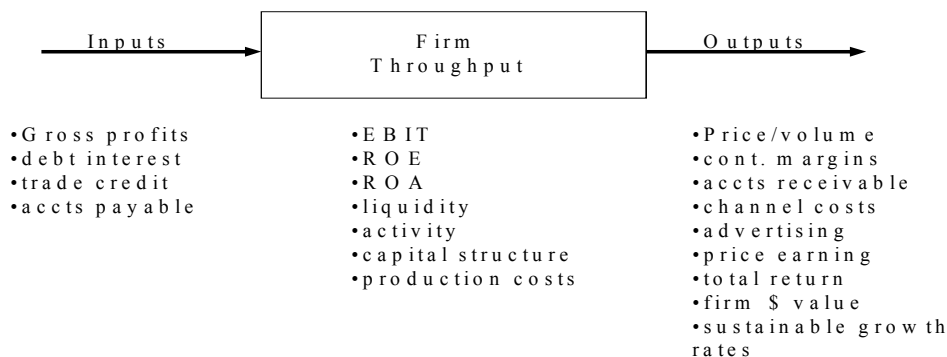 Inputs
Firm
Throughput
Outputs
•Gross profits
•debt interest
•trade credit
•accts payable
•EBIT
•ROE
•ROA
•liquidity
•activity
•capital structure
•production costs
•Price/volume
•cont. margins
•accts receivable
•channel costs
•advertising
•price earning
•total return
•firm $ value
•sustainable growth
rates